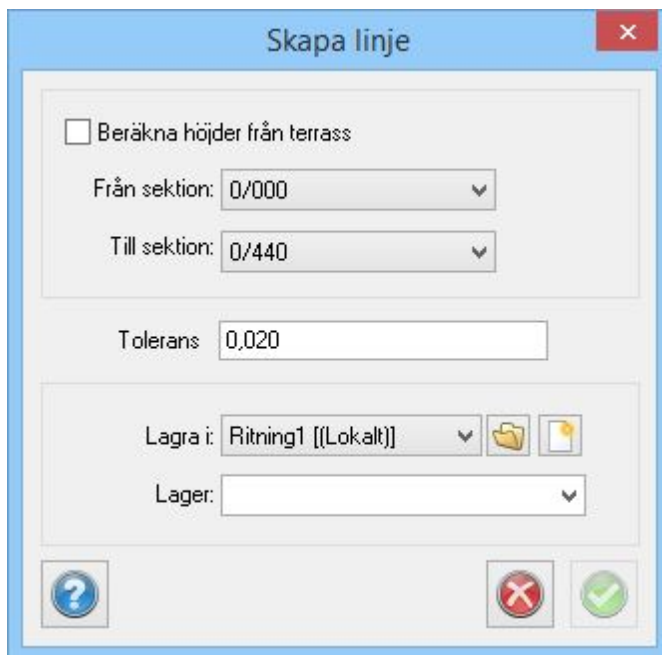 Skapa linje
Beräkna höjder från terrass
Från sektion: 0/000
Till sektion: 0/440
Tolerans 0,020
Lagra i: Ritning1 [(Lokalt)]
Lager: